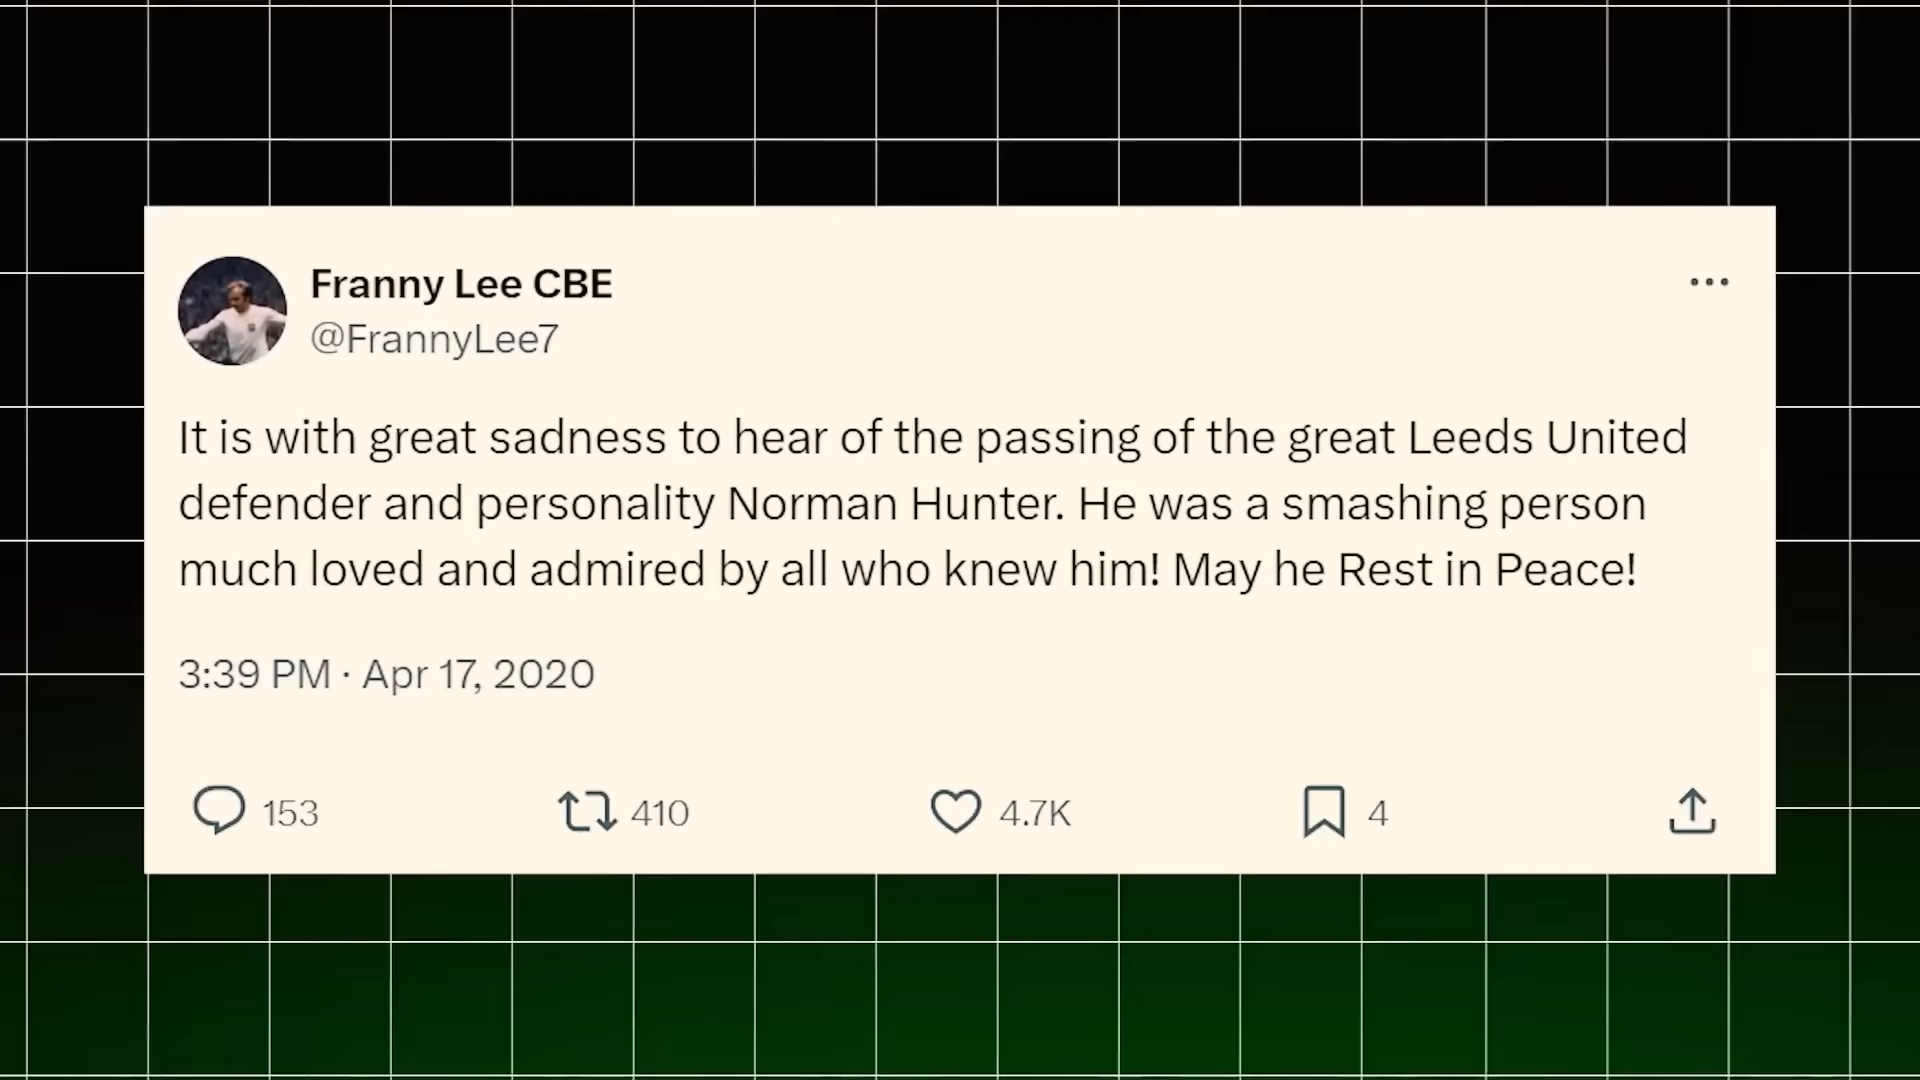 Franny Lee CBE
@FrannyLee7
It is with great sadness to hear of the passing of the great Leeds United
defender and personality Norman Hunter. He was a smashing person
much loved and admired by all who knew him! May he Rest in Peace!
3:39 PM · Apr 17, 2020
153 410 4.7K 4